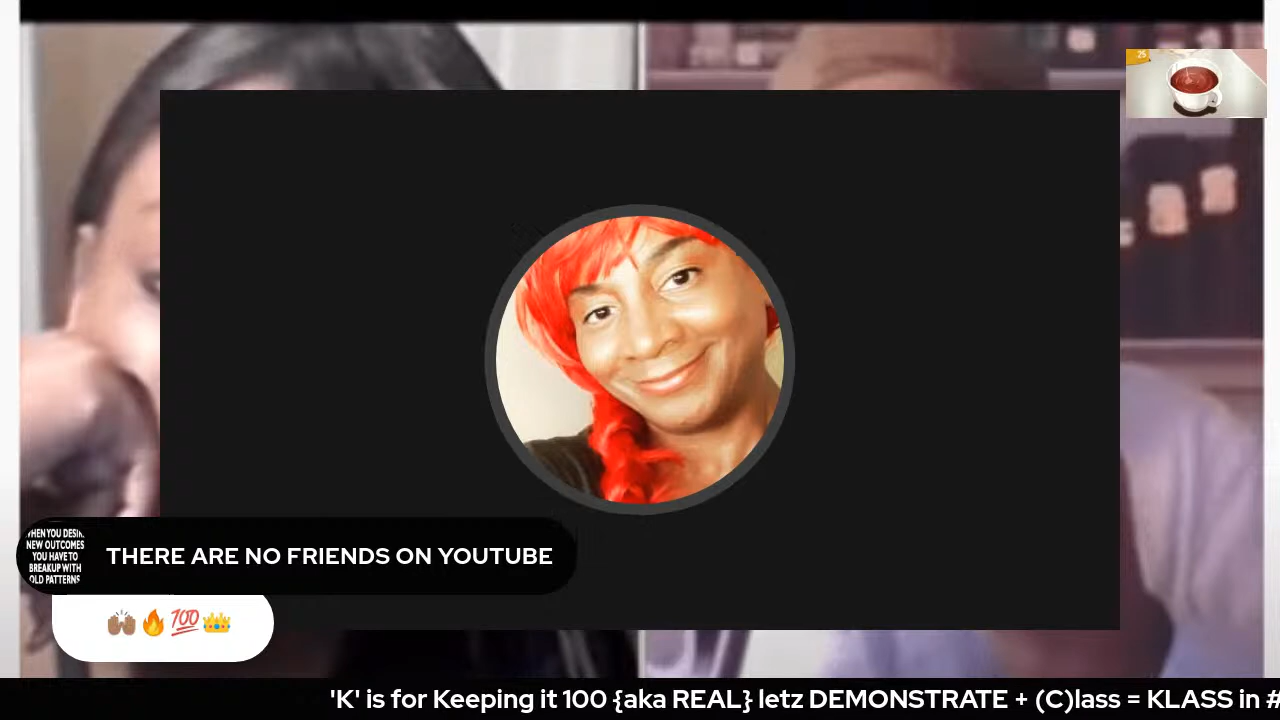 25
WHEN YOU DESIRE
NEW OUTCOMES
YOU HAVE TO
BREAKUP WITH
OLD PATTERNS
THERE ARE NO FRIENDS ON YOUTUBE
🙌🏽🔥💯👑
'K' is for Keeping it 100 {aka REAL} letz DEMONSTRATE + (C)lass = KLASS in #